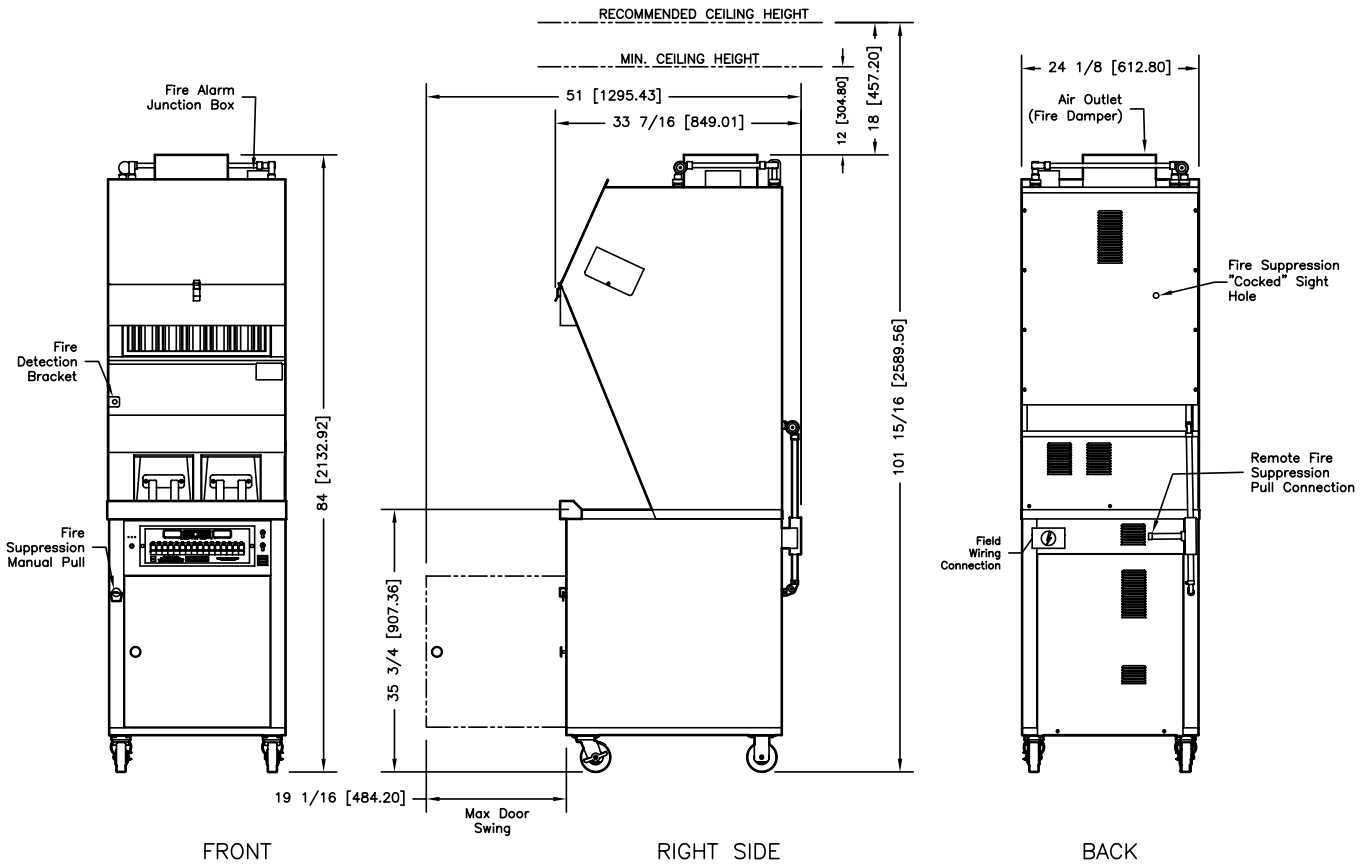 RECOMMENDED CEILING HEIGHT
MIN. CEILING HEIGHT
51 [1295.43]
33 7/16 [849.01]
12 [304.80]
18 [457.20]
24 1/8 [612.80]
Fire Alarm
Junction Box
Air Outlet
(Fire Damper)
Fire
Detection
Bracket
Fire Suppression
"Cocked" Sight
Hole
84 [2132.92]
101 15/16 [2589.56]
Remote Fire
Suppression
Pull Connection
Fire
Suppression
Manual Pull
Field
Wiring
Connection
35 3/4 [907.36]
19 1/16 [484.20]
Max Door
Swing
FRONT
RIGHT SIDE
BACK